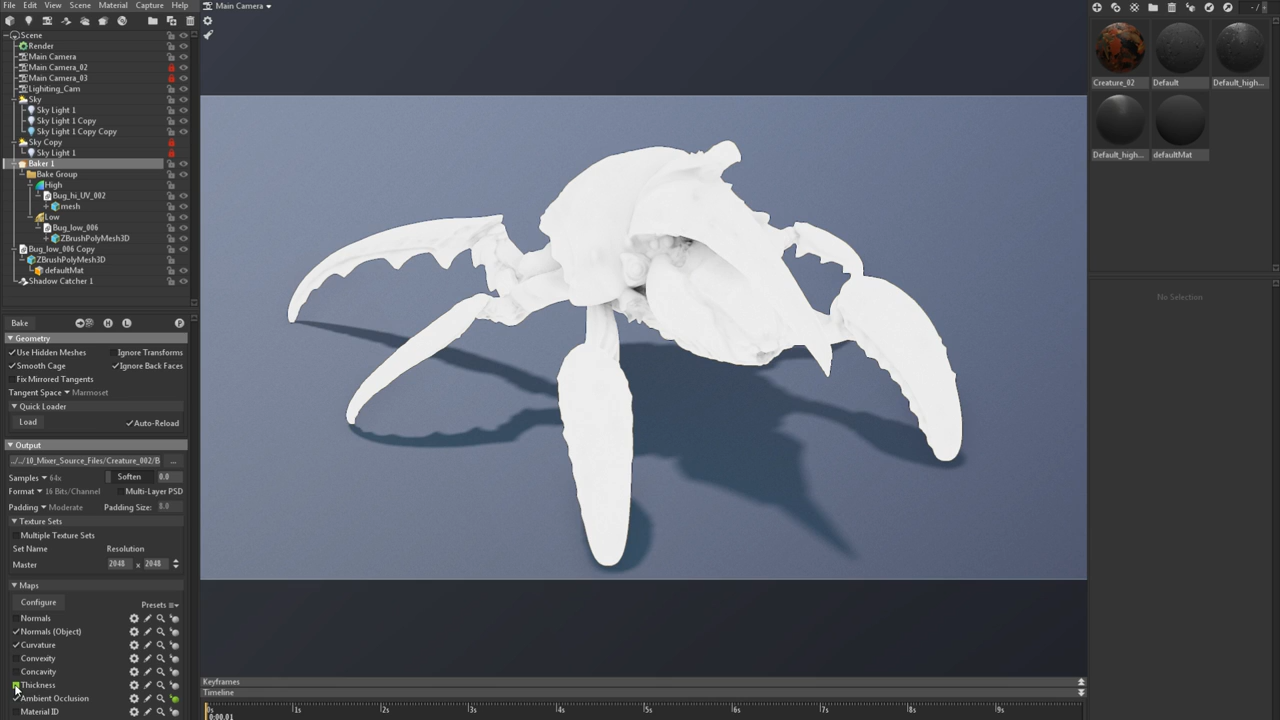 File Edit View Scene Material Capture Help
Main Camera
- /
Scene
Render
Main Camera
Main Camera_02
Main Camera_03
Lighiting_Cam
Sky
Sky Light 1
Sky Light 1 Copy
Sky Light 1 Copy Copy
Sky Copy
Sky Light 1
Baker 1
Bake Group
High
Bug_hi_UV_002
mesh
Low
Bug_low_006
ZBrushPolyMesh3D
Bug_low_006 Copy
ZBrushPolyMesh3D
defaultMat
Shadow Catcher 1
Creature_02 Default Default_high...
Default_high... defaultMat
No Selection
Bake H L P
Geometry
Use Hidden Meshes Ignore Transforms
Smooth Cage Ignore Back Faces
Fix Mirrored Tangents
Tangent Space Marmoset
Quick Loader
Load Auto-Reload
Output
../../10_Mixer_Source_Files/Creature_002/B ...
Samples 64x Soften 0.0
Format 16 Bits/Channel Multi-Layer PSD
Padding Moderate Padding Size: 8.0
Texture Sets
Multiple Texture Sets
Set Name Resolution
Master 2048 x 2048
Maps
Configure Presets
Normals
Normals (Object)
Curvature
Convexity
Concavity
Thickness
Ambient Occlusion
Material ID
Keyframes
Timeline
0s 1s 2s 3s 4s 5s 6s 7s 8s 9s
0:00.01